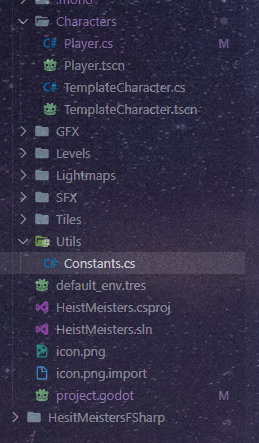 .mono
Characters
C# Player.cs M
Player.tscn
C# TemplateCharacter.cs
TemplateCharacter.tscn
GFX
Levels
Lightmaps
SFX
Tiles
Utils
C# Constants.cs
default_env.tres
HeistMeisters.csproj
HeistMeisters.sln
icon.png
icon.png.import
project.godot M
HesitMeistersFSharp